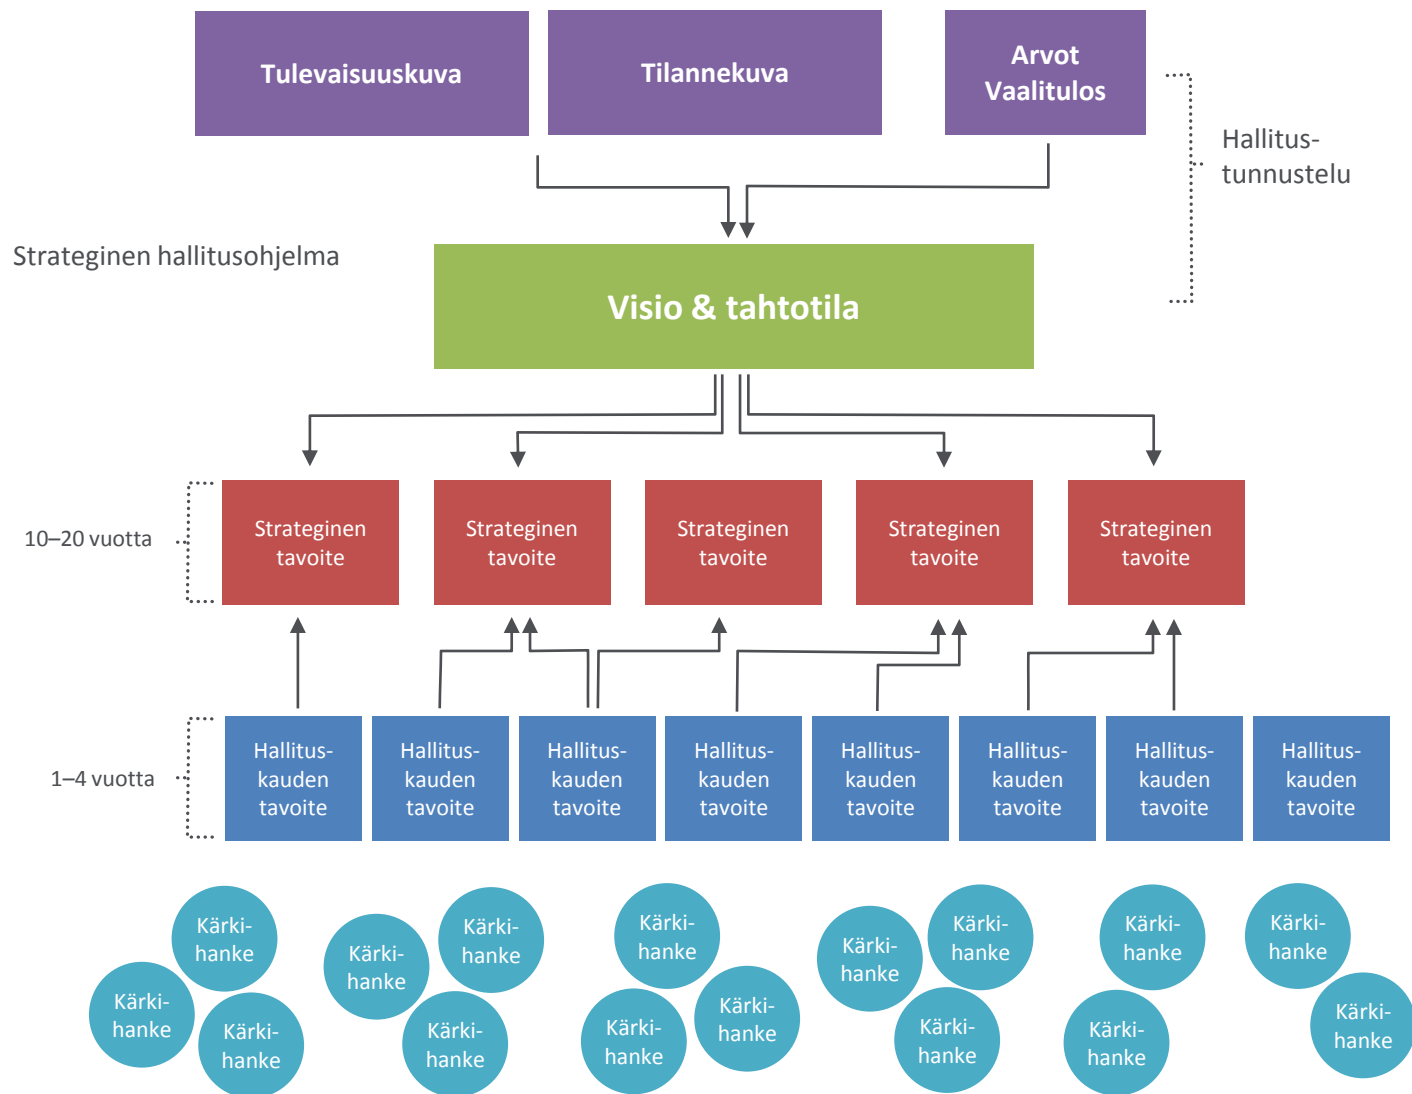 Tulevaisuuskuva
Tilannekuva
Arvot
Vaalitulos
Hallitus-
tunnustelu
Strateginen hallitusohjelma
Visio & tahtotila
10–20 vuotta
Strateginen
tavoite
Strateginen
tavoite
Strateginen
tavoite
Strateginen
tavoite
Strateginen
tavoite
1–4 vuotta
Hallitus-
kauden
tavoite
Hallitus-
kauden
tavoite
Hallitus-
kauden
tavoite
Hallitus-
kauden
tavoite
Hallitus-
kauden
tavoite
Hallitus-
kauden
tavoite
Hallitus-
kauden
tavoite
Hallitus-
kauden
tavoite
Kärki-
hanke
Kärki-
hanke
Kärki-
hanke
Kärki-
hanke
Kärki-
hanke
Kärki-
hanke
Kärki-
hanke
Kärki-
hanke
Kärki-
hanke
Kärki-
hanke
Kärki-
hanke
Kärki-
hanke
Kärki-
hanke
Kärki-
hanke
Kärki-
hanke
Kärki-
hanke